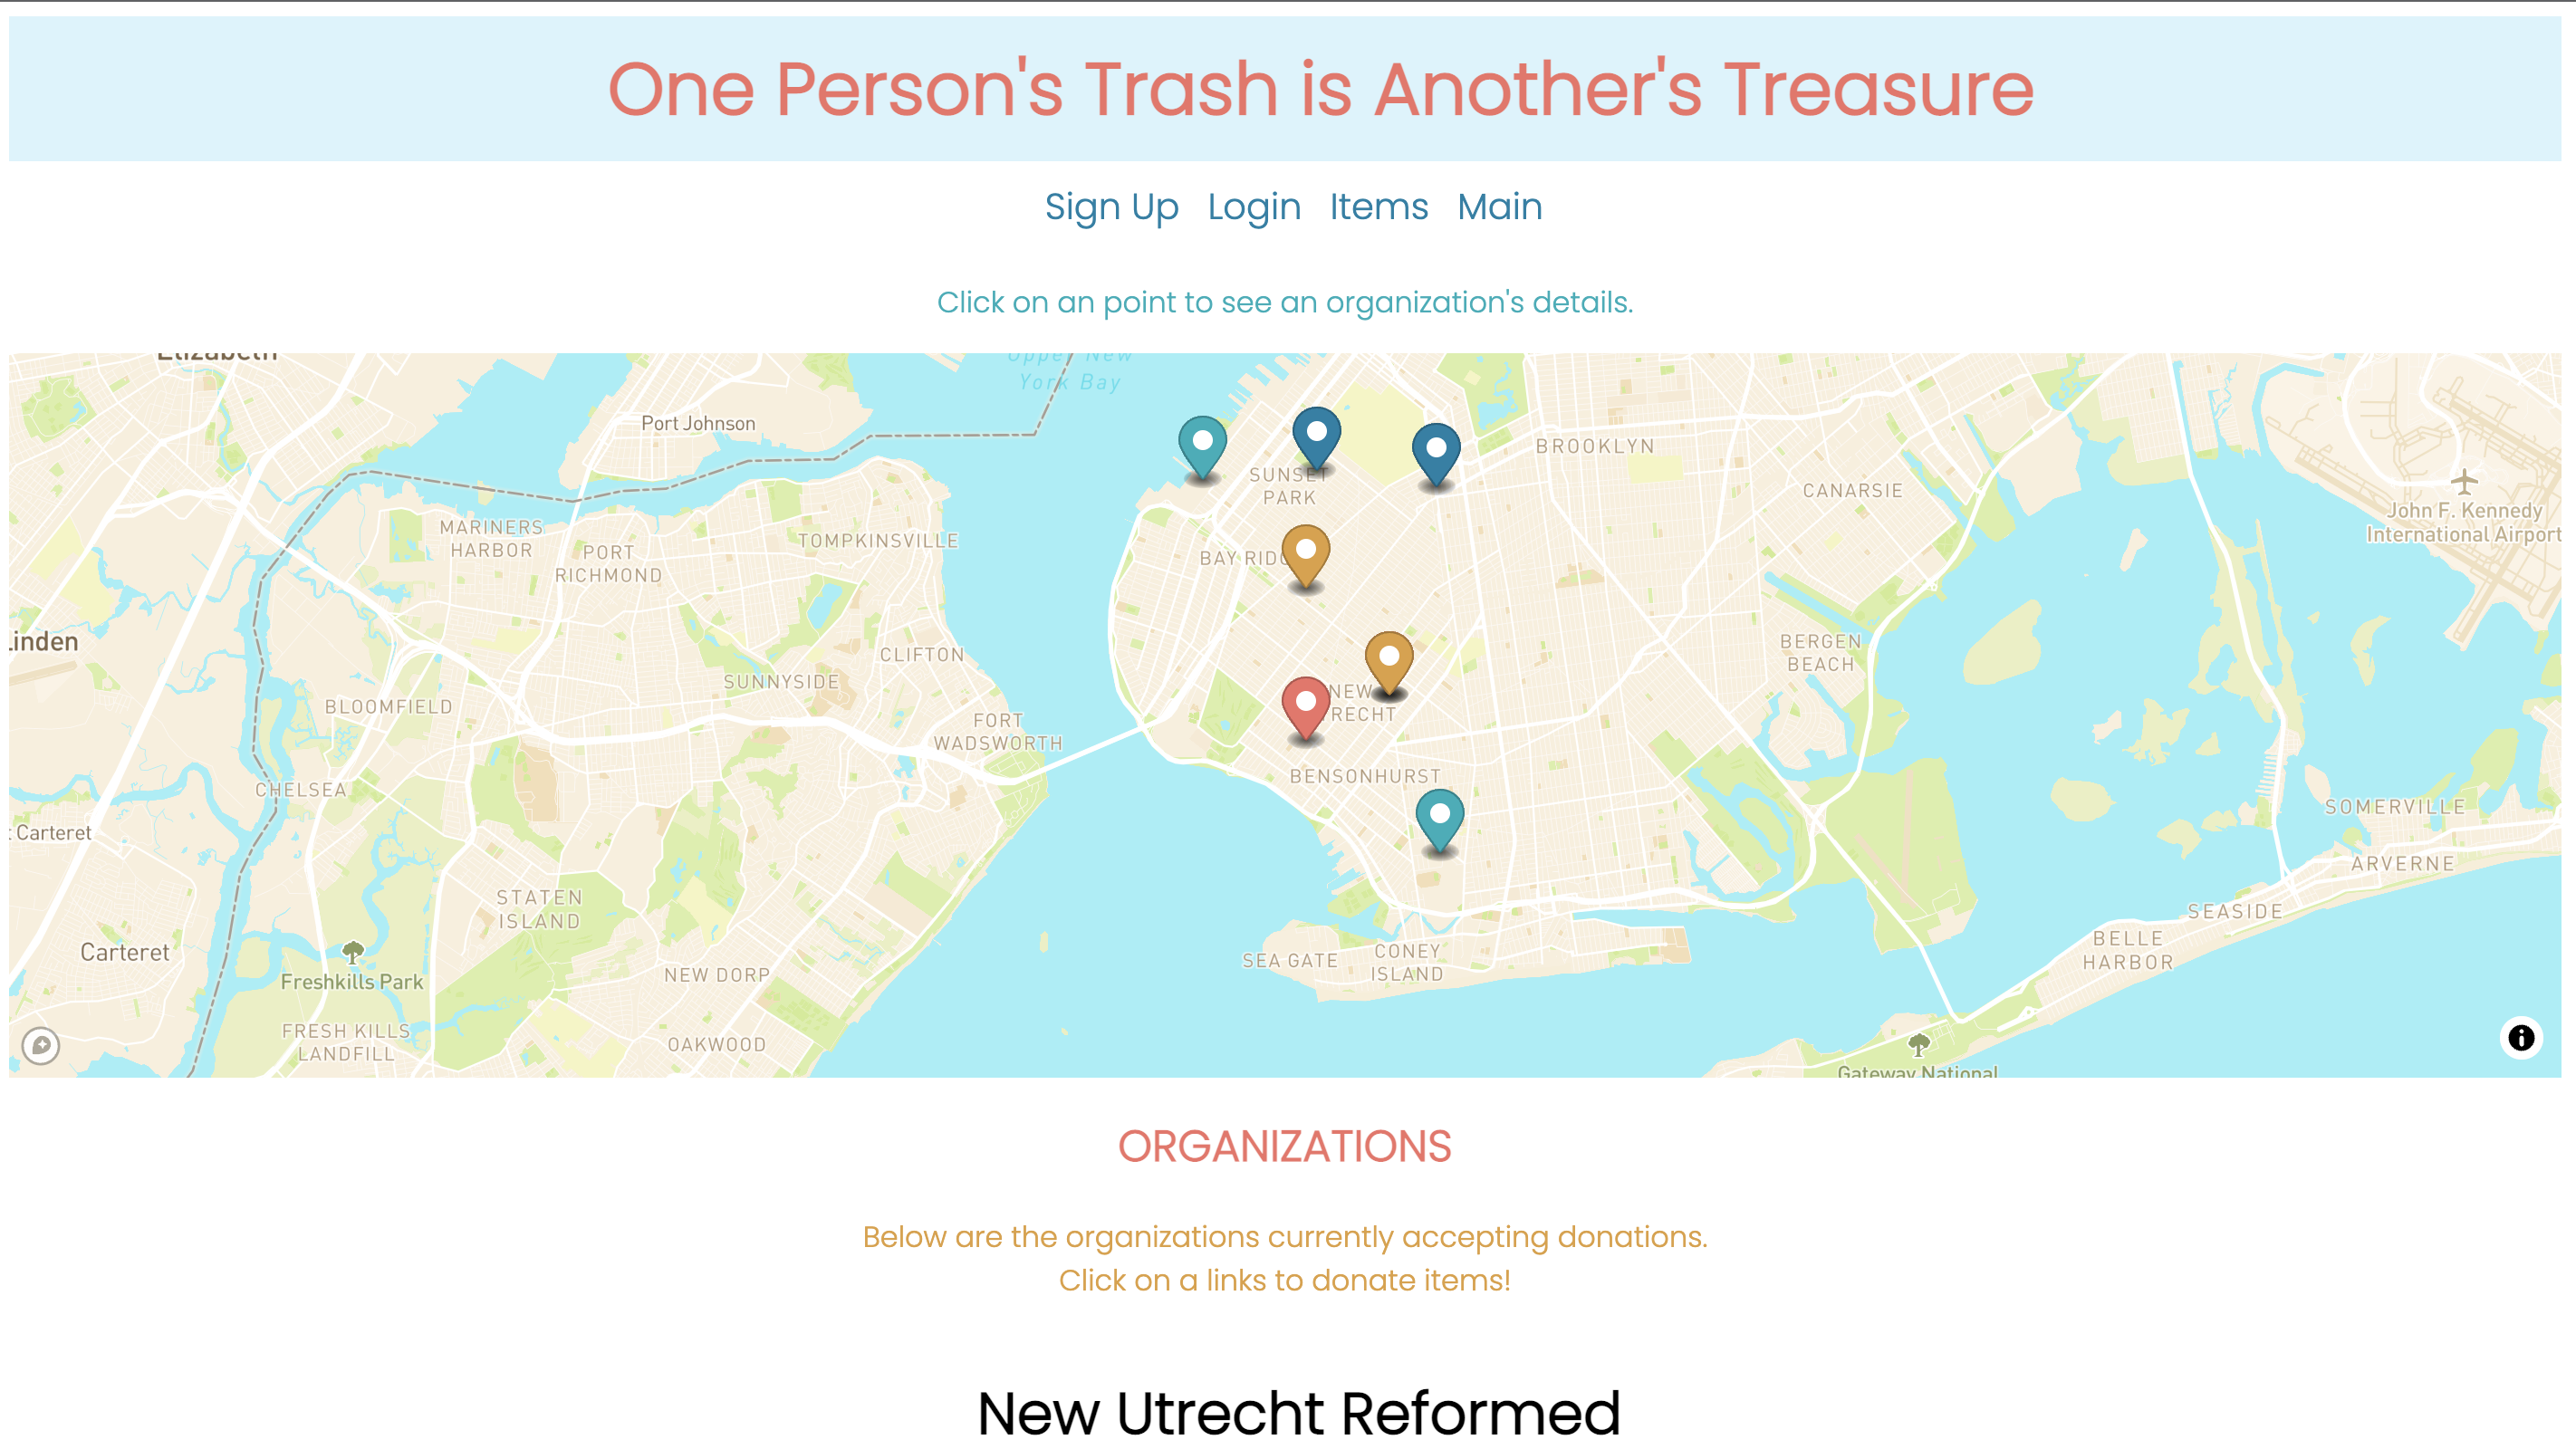 One Person's Trash is Another's Treasure
Sign Up Login Items Main
Click on an point to see an organization's details.
Elizabeth
Upper New
York Bay
Port Johnson
BROOKLYN
SUNSET
PARK
CANARSIE
John F. Kennedy
International Airport
MARINERS
HARBOR
PORT
RICHMOND
TOMPKINSVILLE
BAY RIDG
Linden
CLIFTON
BERGEN
BEACH
SUNNYSIDE
NEW
RECHT
BLOOMFIELD
FORT
WADSWORTH
BENSONHURST
CHELSEA
SOMERVILLE
Carteret
ARVERNE
STATEN
ISLAND
SEASIDE
Carteret
BELLE
HARBOR
SEA GATE
CONEY
ISLAND
Freshkills Park
NEW DORP
FRESH KILLS
LANDFILL
OAKWOOD
Gateway National
ORGANIZATIONS
Below are the organizations currently accepting donations.
Click on a links to donate items!
New Utrecht Reformed